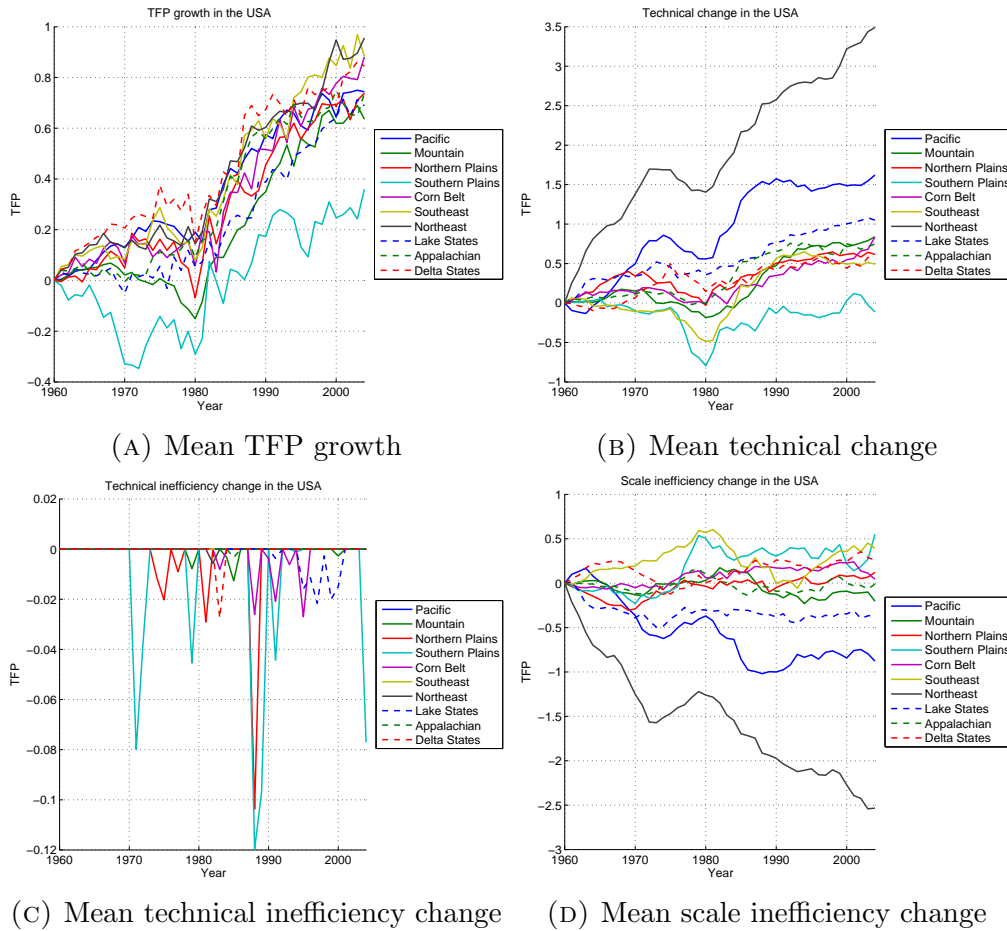 TFP growth in the USA
1
0.8
0.6
0.4
0.2
0
−0.2
−0.4
TFP
1960
1970
1980
1990
2000
Year
Pacific
Mountain
Northern Plains
Southern Plains
Corn Belt
Southeast
Northeast
Lake States
Appalachian
Delta States
(A) Mean TFP growth
Technical change in the USA
3.5
3
2.5
2
1.5
1
0.5
0
−0.5
−1
TFP
1960
1970
1980
1990
2000
Year
Pacific
Mountain
Northern Plains
Southern Plains
Corn Belt
Southeast
Northeast
Lake States
Appalachian
Delta States
(B) Mean technical change
Technical inefficiency change in the USA
0.02
0
−0.02
−0.04
−0.06
−0.08
−0.1
−0.12
TFP
1960
1970
1980
1990
2000
Year
Pacific
Mountain
Northern Plains
Southern Plains
Corn Belt
Southeast
Northeast
Lake States
Appalachian
Delta States
(C) Mean technical inefficiency change
Scale inefficiency change in the USA
1
0.5
0
−0.5
−1
−1.5
−2
−2.5
−3
TFP
1960
1970
1980
1990
2000
Year
Pacific
Mountain
Northern Plains
Southern Plains
Corn Belt
Southeast
Northeast
Lake States
Appalachian
Delta States
(D) Mean scale inefficiency change